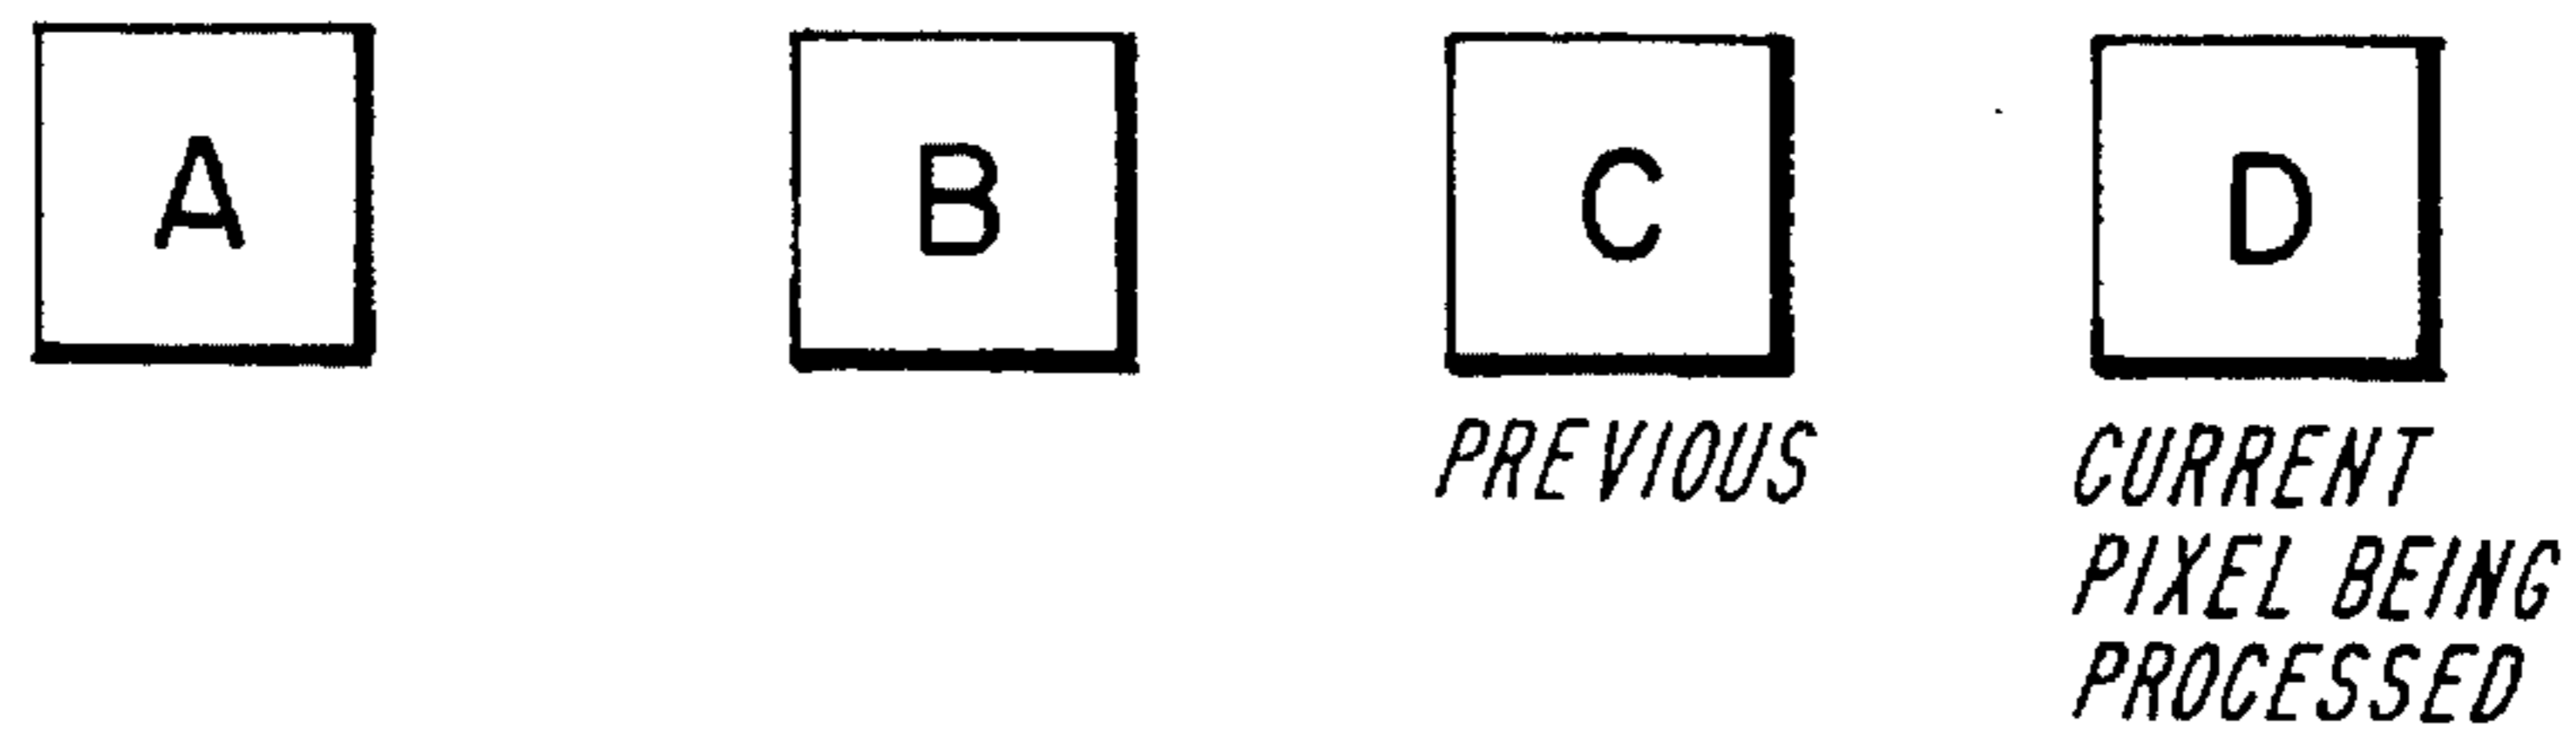 A B C D
PREVIOUS
CURRENT
PIXEL BEING
PROCESSED